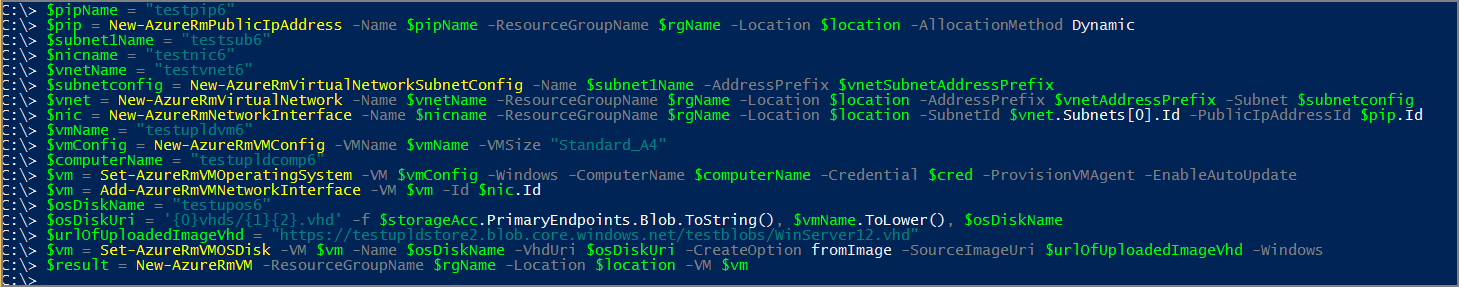 C:\> $pipName = "testpip6"
C:\> $pip = New-AzureRmPublicIpAddress -Name $pipName -ResourceGroupName $rgName -Location $location -AllocationMethod Dynamic
C:\> $subnet1Name = "testsub6"
C:\> $nicname = "testnic6"
C:\> $vnetName = "testvnet6"
C:\> $subnetconfig = New-AzureRmVirtualNetworkSubnetConfig -Name $subnet1Name -AddressPrefix $vnetSubnetAddressPrefix
C:\> $vnet = New-AzureRmVirtualNetwork -Name $vnetName -ResourceGroupName $rgName -Location $location -AddressPrefix $vnetAddressPrefix -Subnet $subnetconfig
C:\> $nic = New-AzureRmNetworkInterface -Name $nicname -ResourceGroupName $rgName -Location $location -SubnetId $vnet.Subnets[0].Id -PublicIpAddressId $pip.Id
C:\> $vmName = "testupldvm6"
C:\> $vmConfig = New-AzureRmVMConfig -VMName $vmName -VMSize "Standard_A4"
C:\> $computerName = "testupldcomp6"
C:\> $vm = Set-AzureRmVMOperatingSystem -VM $vmConfig -Windows -ComputerName $computerName -Credential $cred -ProvisionVMAgent -EnableAutoUpdate
C:\> $vm = Add-AzureRmVMNetworkInterface -VM $vm -Id $nic.Id
C:\> $osDiskName = "testupos6"
C:\> $osDiskUri = '{0}vhds/{1}{2}.vhd' -f $storageAcc.PrimaryEndpoints.Blob.ToString(), $vmName.ToLower(), $osDiskName
C:\> $urlOfUploadedImageVhd = "https://testupldstore2.blob.core.windows.net/testblobs/WinServer12.vhd"
C:\> $vm = Set-AzureRmVMOSDisk -VM $vm -Name $osDiskName -VhdUri $osDiskUri -CreateOption fromImage -SourceImageUri $urlOfUploadedImageVhd -Windows
C:\> $result = New-AzureRmVM -ResourceGroupName $rgName -Location $location -VM $vm
C:\>